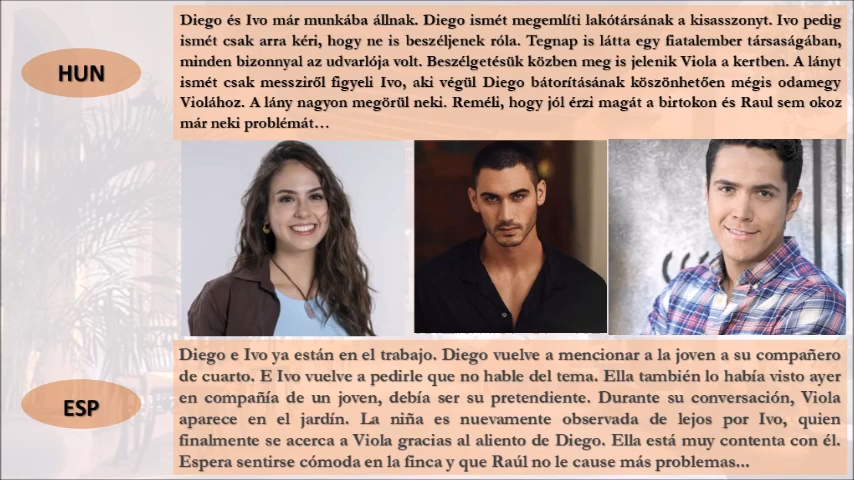 HUN
Diego és Ivo már munkába állnak. Diego ismét megemlíti lakótársának a kisasszonyt. Ivo pedig
ismét csak arra kéri, hogy ne is beszéljenek róla. Tegnap is látta egy fiatalember társaságában,
minden bizonnyal az udvarlója volt. Beszélgetésük közben meg is jelenik Viola a kertben. A lányt
ismét csak messziről figyeli Ivo, aki végül Diego bátorításának köszönhetően mégis odamegy
Violához. A lány nagyon megörül neki. Reméli, hogy jól érzi magát a birtokon és Raul sem okoz
már neki problémát…
ESP
Diego e Ivo ya están en el trabajo. Diego vuelve a mencionar a la joven a su compañero
de cuarto. E Ivo vuelve a pedirle que no hable del tema. Ella también lo había visto ayer
en compañía de un joven, debía ser su pretendiente. Durante su conversación, Viola
aparece en el jardín. La niña es nuevamente observada de lejos por Ivo, quien
finalmente se acerca a Viola gracias al aliento de Diego. Ella está muy contenta con él.
Espera sentirse cómoda en la finca y que Raúl no le cause más problemas...